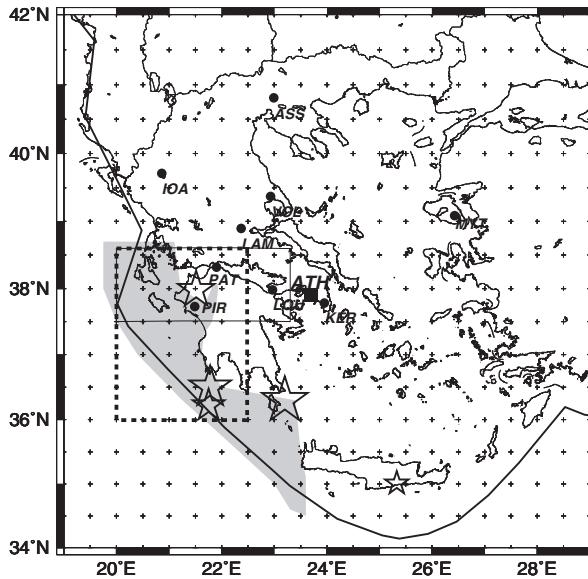 42°N
ASS
40°N
IOA
VOL
MYT
LAM
ATH
38°N
PAT
PIR
LOU
KER
36°N
34°N
20°E
22°E
24°E
26°E
28°E